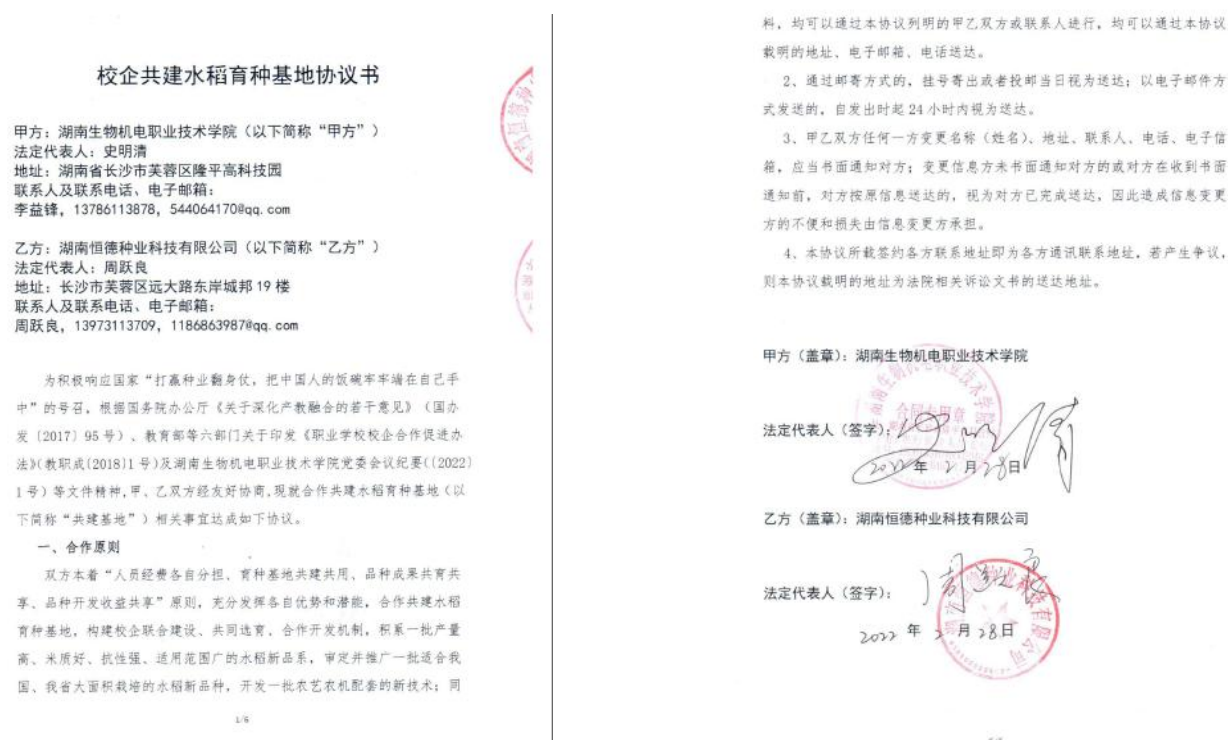 校企共建水稻育种基地协议书
甲方：湖南生物机电职业技术学院（以下简称“甲方”）
法定代表人：史明清
地址：湖南省长沙市芙蓉区隆平高科技园
联系人及联系电话、电子邮箱：
李益锋，13786113878，544064170@qq.com
乙方：湖南恒德种业科技有限公司（以下简称“乙方”）
法定代表人：周跃良
地址：长沙市芙蓉区远大路东岸城邦 19 楼
联系人及联系电话、电子邮箱：
周跃良，13973113709，1186863987@qq.com
为积极响应国家“打赢种业翻身仗，把中国人的饭碗牢牢端在自己手
中”的号召，根据国务院办公厅《关于深化产教融合的若干意见》（国办
发〔2017〕95 号）、教育部等六部门关于印发《职业学校校企合作促进办
法》(教职成〔2018〕1 号)及湖南生物机电职业技术学院党委会议纪要(〔2022〕
1 号）等文件精神,甲、乙双方经友好协商,现就合作共建水稻育种基地（以
下简称“共建基地”）相关事宜达成如下协议。
一、合作原则
双方本着“人员经费各自分担、育种基地共建共用、品种成果共育共
享、品种开发收益共享”原则，充分发挥各自优势和潜能，合作共建水稻
育种基地，构建校企联合建设、共同选育、合作开发机制，积累一批产量
高、米质好、抗性强、适用范围广的水稻新品系，审定并推广一批适合我
国、我省大面积栽培的水稻新品种，开发一批农艺农机配套的新技术；同
1/6
料，均可以通过本协议列明的甲乙双方或联系人进行，均可以通过本协议
载明的地址、电子邮箱、电话送达。
2、通过邮寄方式的，挂号寄出或者投邮当日视为送达；以电子邮件方
式发送的，自发出时起 24 小时内视为送达。
3、甲乙双方任何一方变更名称（姓名）、地址、联系人、电话、电子信
箱，应当书面通知对方；变更信息方未书面通知对方的或对方在收到书面
通知前，对方按原信息送达的，视为对方已完成送达，因此造成信息变更
方的不便和损失由信息变更方承担。
4、本协议所载签约各方联系地址即为各方通讯联系地址，若产生争议，
则本协议载明的地址为法院相关诉讼文书的送达地址。
甲方（盖章）：湖南生物机电职业技术学院
合同专用章
法定代表人（签字）：史明清
2022 年 2 月 28 日
乙方（盖章）：湖南恒德种业科技有限公司
法定代表人（签字）：周跃良
2022 年 2 月 28 日